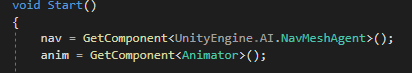 void Start()
{
nav = GetComponent<UnityEngine.AI.NavMeshAgent>();
anim = GetComponent<Animator>();